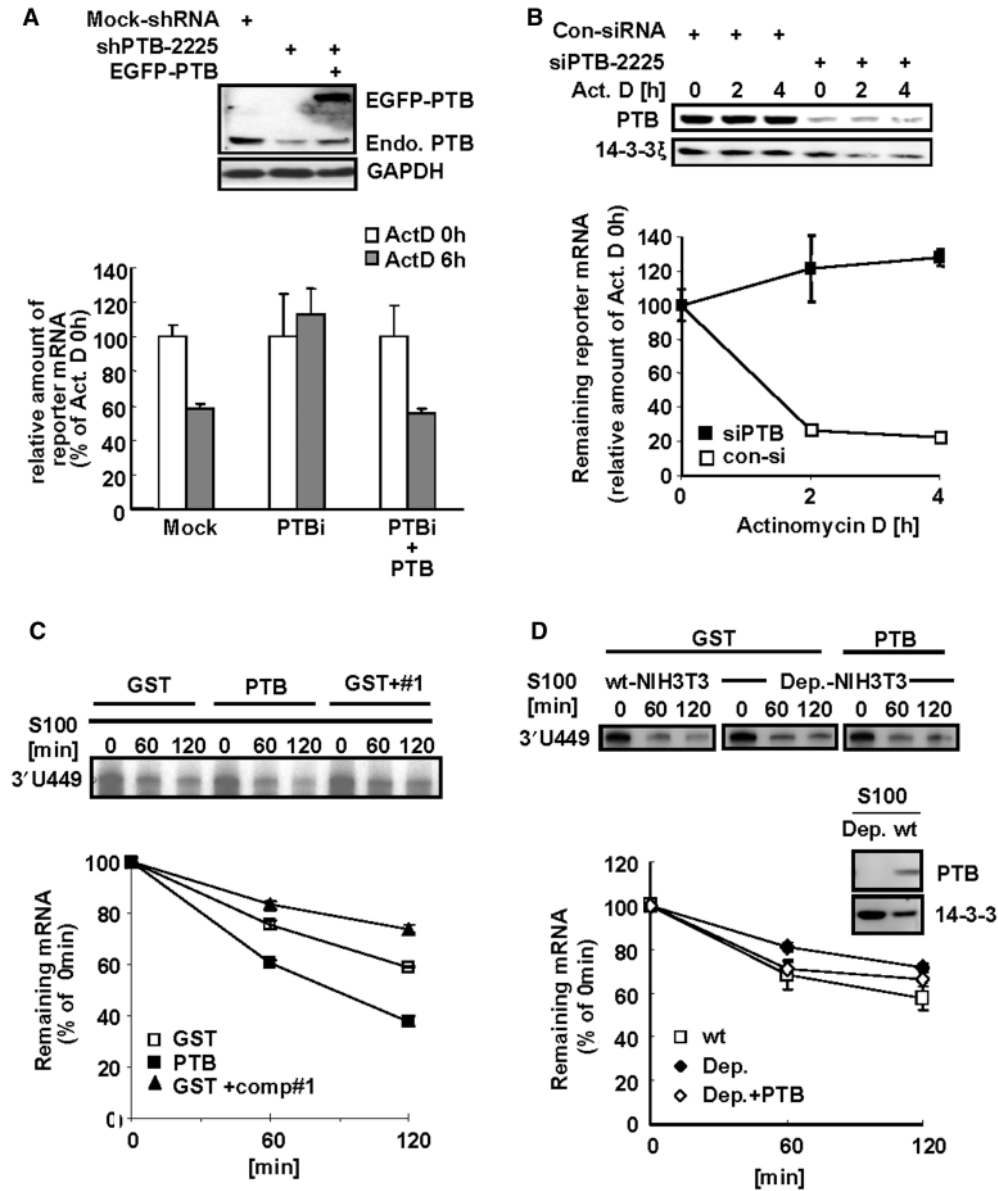 A
Mock-shRNA +
shPTB-2225 + +
EGFP-PTB +
EGFP-PTB
Endo. PTB
GAPDH
relative amount of
reporter mRNA
(% of Act. D 0h)
ActD 0h
ActD 6h
140
120
100
80
60
40
20
0
Mock
PTBi
PTBi
+
PTB
B
Con-siRNA + + +
siPTB-2225 + + +
Act. D [h] 0 2 4 0 2 4
PTB
14-3-3ξ
Remaining reporter mRNA
(relative amount of Act. D 0h)
140
120
100
80
60
40
20
0
siPTB
con-si
0 2 4
Actinomycin D [h]
C
GST PTB GST+#1
S100
[min] 0 60 120 0 60 120 0 60 120
3′U449
Remaining mRNA
(% of 0min)
100
80
60
40
20
0
GST
PTB
GST +comp#1
0 60 120
[min]
D
GST PTB
S100 wt-NIH3T3 Dep.-NIH3T3
[min] 0 60 120 0 60 120 0 60 120
3′U449
S100
Dep. wt
PTB
14-3-3
Remaining mRNA
(% of 0min)
120
100
80
60
40
20
0
wt
Dep.
Dep.+PTB
0 60 120
[min]